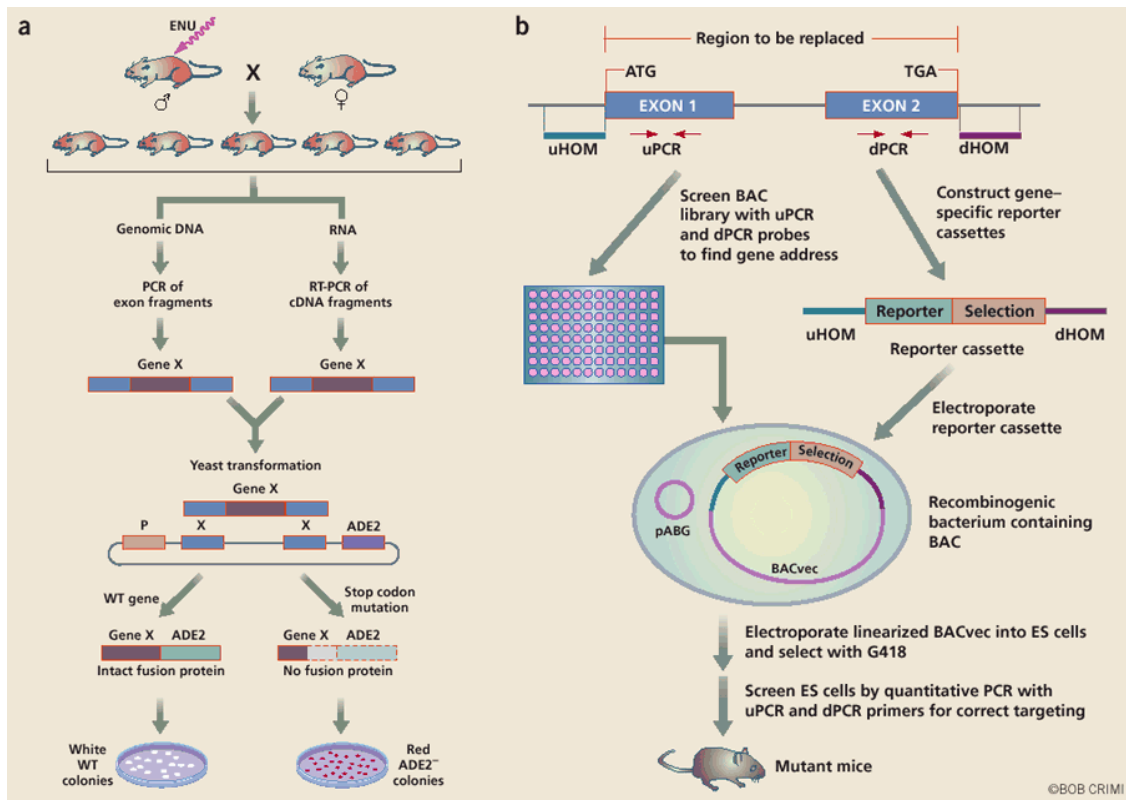 a
ENU
X
♂
♀
Genomic DNA
RNA
PCR of
exon fragments
RT-PCR of
cDNA fragments
Gene X
Gene X
Yeast transformation
Gene X
P
X
X
ADE2
WT gene
Stop codon
mutation
Gene X
ADE2
Intact fusion protein
Gene X
ADE2
No fusion protein
White
WT
colonies
Red
ADE2⁻
colonies
b
Region to be replaced
ATG
TGA
EXON 1
EXON 2
uHOM
uPCR
dPCR
dHOM
Screen BAC
library with uPCR
and dPCR probes
to find gene address
Construct gene–
specific reporter
cassettes
Reporter
Selection
uHOM
dHOM
Reporter cassette
Electroporate
reporter cassette
Reporter
Selection
pABG
BACvec
Recombinogenic
bacterium containing
BAC
Electroporate linearized BACvec into ES cells
and select with G418
Screen ES cells by quantitative PCR with
uPCR and dPCR primers for correct targeting
Mutant mice
©BOB CRIMI